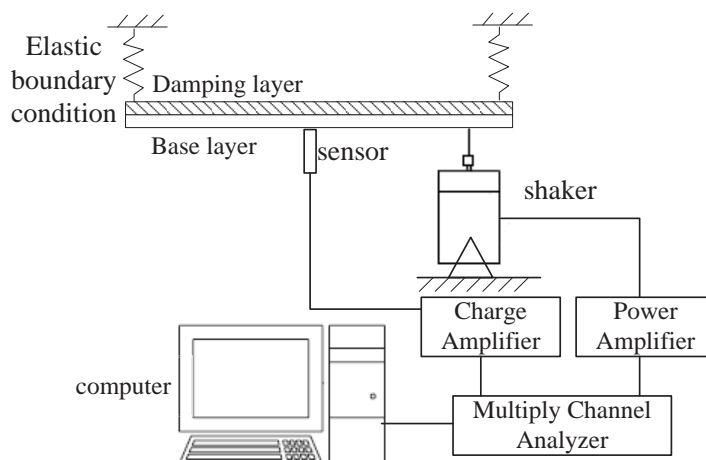 Elastic
boundary
condition
Damping layer
Base layer
sensor
shaker
Charge
Amplifier
Power
Amplifier
computer
Multiply Channel
Analyzer